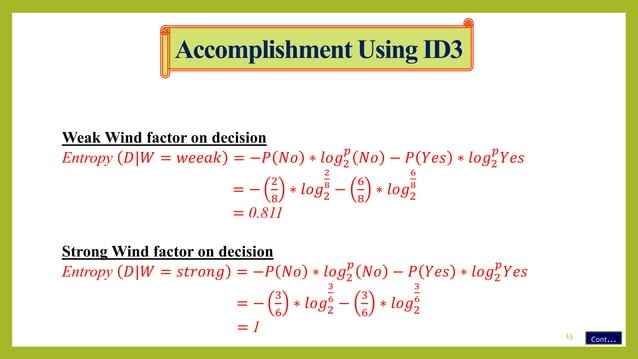 Accomplishment Using ID3
Weak Wind factor on decision
Entropy (D|W = weeak) = −P(No) ∗ log₂ᵖ(No) − P(Yes) ∗ log₂ᵖYes
= − (2/8) ∗ log₂^(2/8) − (6/8) ∗ log₂^(6/8)
= 0.811
Strong Wind factor on decision
Entropy (D|W = strong) = −P(No) ∗ log₂ᵖ(No) − P(Yes) ∗ log₂ᵖYes
= − (3/6) ∗ log₂^(3/6) − (3/6) ∗ log₂^(3/6)
= 1
13
Cont…